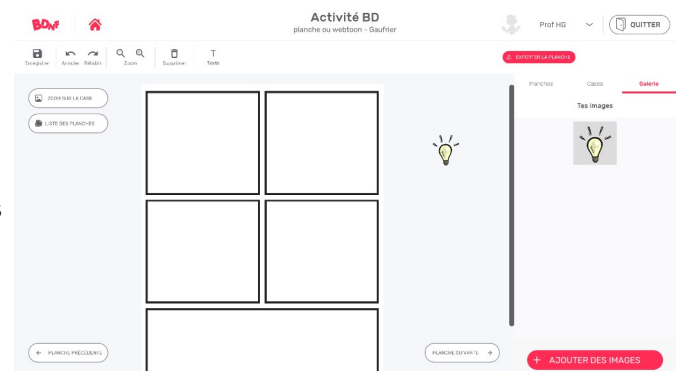 BDnF
Activité BD
planche ou webtoon - Gaufrier
Prof HG
QUITTER
Enregistrer
Annuler
Rétablir
Zoom
Supprimer
T
Texte
EXPORTER LA PLANCHE
Planches
Cases
Galerie
Tes images
ZOOM SUR LA CASE
LISTE DES PLANCHES
PLANCHE PRÉCÉDENTE
PLANCHE SUIVANTE
+ AJOUTER DES IMAGES